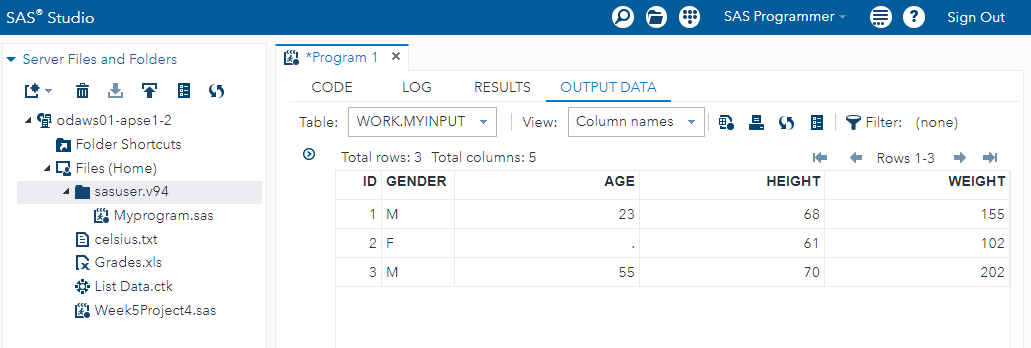 SAS® Studio
SAS Programmer
Sign Out
Server Files and Folders
odaws01-apse1-2
Folder Shortcuts
Files (Home)
sasuser.v94
Myprogram.sas
celsius.txt
Grades.xls
List Data.ctk
Week5Project4.sas
*Program 1
CODE LOG RESULTS OUTPUT DATA
Table: WORK.MYINPUT View: Column names Filter: (none)
Total rows: 3 Total columns: 5 Rows 1-3
ID GENDER AGE HEIGHT WEIGHT
1 M 23 68 155
2 F . 61 102
3 M 55 70 202